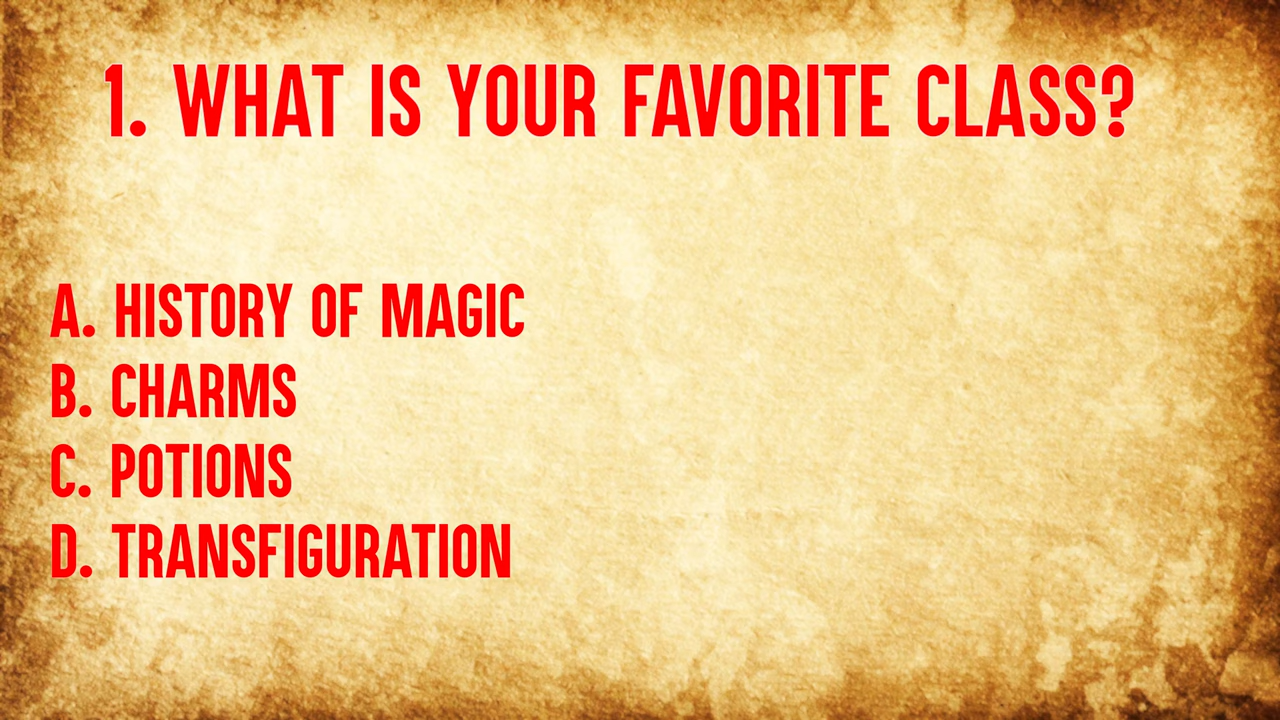 1. WHAT IS YOUR FAVORITE CLASS?
A. HISTORY OF MAGIC
B. CHARMS
C. POTIONS
D. TRANSFIGURATION